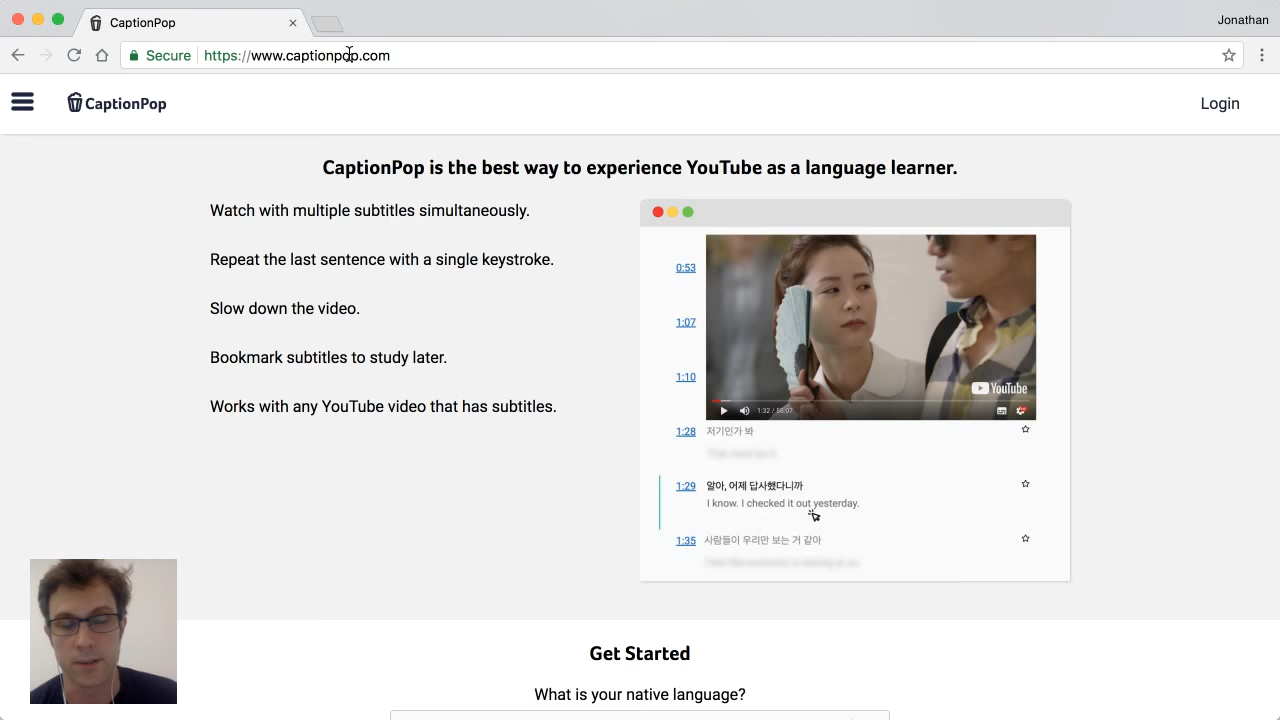 CaptionPop
Jonathan
Secure
https://www.captionpop.com
CaptionPop
Login
CaptionPop is the best way to experience YouTube as a language learner.
Watch with multiple subtitles simultaneously.
Repeat the last sentence with a single keystroke.
Slow down the video.
Bookmark subtitles to study later.
Works with any YouTube video that has subtitles.
0:53
1:07
1:10
YouTube
1:32 / 58:07
1:28 저기인가 봐
1:29 알아, 어제 답사했다니까
I know. I checked it out yesterday.
1:35 사람들이 우리만 보는 거 같아
Get Started
What is your native language?